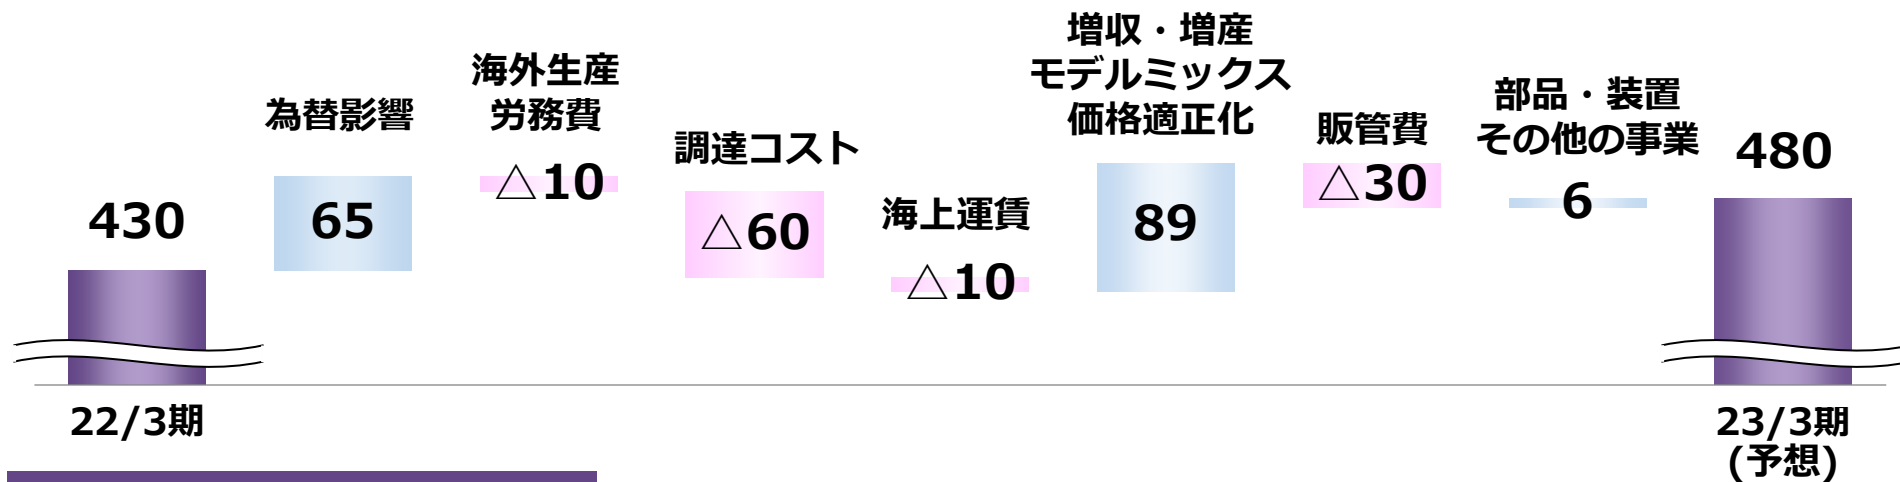 430
22/3期
為替影響
65
海外生産
労務費
△10
調達コスト
△60
海上運賃
△10
増収・増産
モデルミックス
価格適正化
89
販管費
△30
部品・装置
その他の事業
6
480
23/3期
(予想)